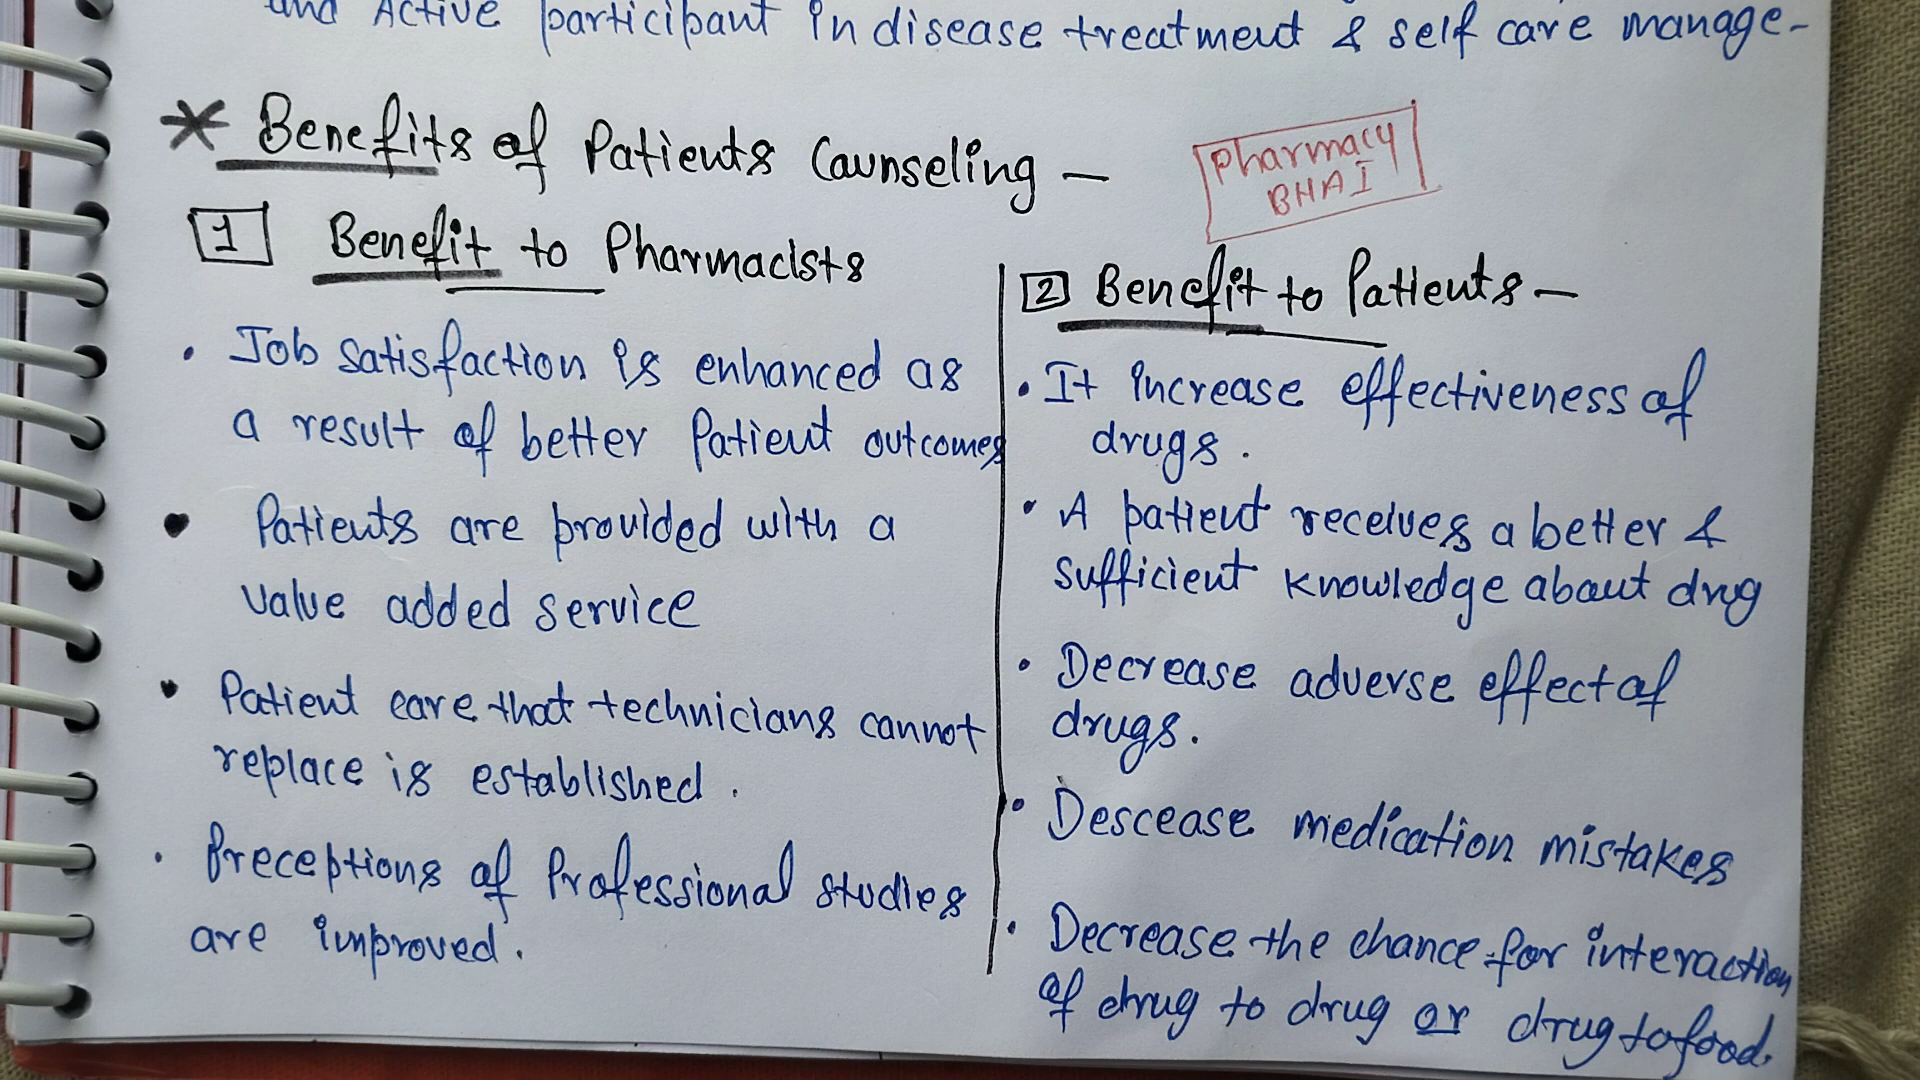 and Active participant in disease treatment & self care manage-
* Benefits of Patients Counseling —
Pharmacy
BHAI
1 Benefit to Pharmacists
• Job satisfaction is enhanced as
a result of better Patient outcomes
• Patients are provided with a
value added service
• Patient care that technicians cannot
replace is established.
• Preceptions of Professional studies
are improved.
2 Benefit to Patients —
• It increase effectiveness of
drugs.
• A patient receives a better &
sufficient knowledge about drug
• Decrease adverse effect of
drugs.
• Descease medication mistakes
• Decrease the chance for interaction
of drug to drug or drug to food.